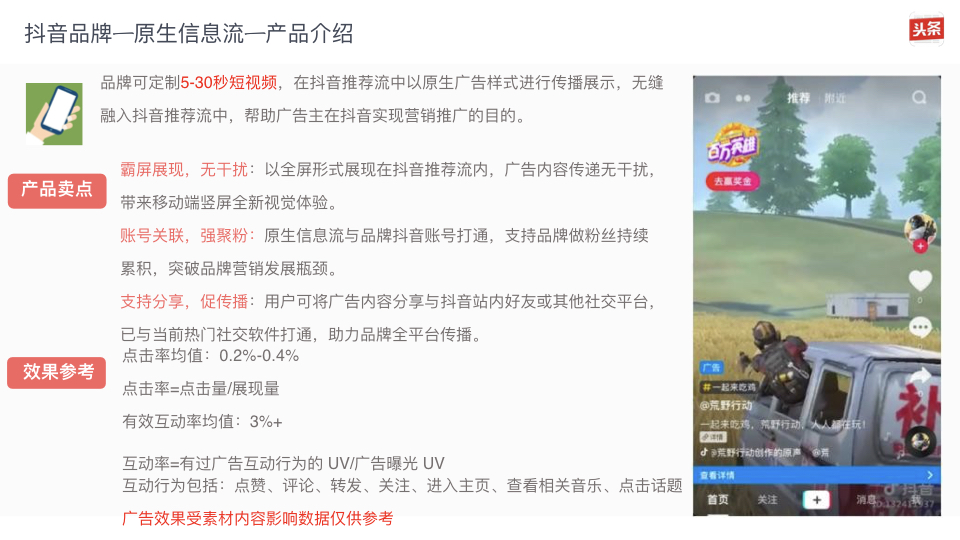 抖音品牌—原生信息流—产品介绍
头条
品牌可定制5-30秒短视频，在抖音推荐流中以原生广告样式进行传播展示，无缝
融入抖音推荐流中，帮助广告主在抖音实现营销推广的目的。
产品卖点
霸屏展现，无干扰：以全屏形式展现在抖音推荐流内，广告内容传递无干扰，
带来移动端竖屏全新视觉体验。
账号关联，强聚粉：原生信息流与品牌抖音账号打通，支持品牌做粉丝持续
累积，突破品牌营销发展瓶颈。
支持分享，促传播：用户可将广告内容分享与抖音站内好友或其他社交平台，
已与当前热门社交软件打通，助力品牌全平台传播。
效果参考
点击率均值：0.2%-0.4%
点击率=点击量/展现量
有效互动率均值：3%+
互动率=有过广告互动行为的 UV/广告曝光 UV
互动行为包括：点赞、评论、转发、关注、进入主页、查看相关音乐、点击话题
广告效果受素材内容影响数据仅供参考
推荐 附近
百万英雄
去赢奖金
0
补
广告
#一起来吃鸡
@荒野行动
一起来吃鸡，荒野行动，人人都在玩！
详情
@荒野行动创作的原声 @荒
查看详情
首页 关注 消息 我
抖音